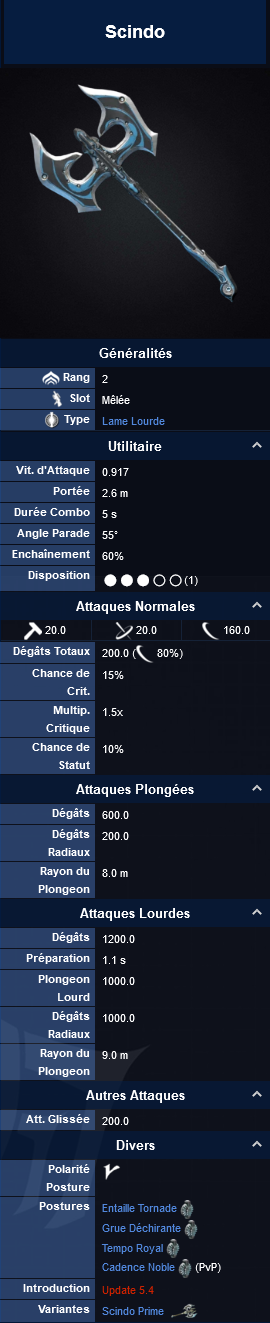 Scindo
Généralités
Rang 2
Slot Mêlée
Type Lame Lourde
Utilitaire
Vit. d'Attaque 0.917
Portée 2.6 m
Durée Combo 5 s
Angle Parade 55°
Enchaînement 60%
Disposition (1)
Attaques Normales
20.0 20.0 160.0
Dégâts Totaux 200.0 ( 80%)
Chance de 15%
Crit.
Multip. 1.5x
Critique
Chance de 10%
Statut
Attaques Plongées
Dégâts 600.0
Dégâts 200.0
Radiaux
Rayon du 8.0 m
Plongeon
Attaques Lourdes
Dégâts 1200.0
Préparation 1.1 s
Plongeon 1000.0
Lourd
Dégâts 1000.0
Radiaux
Rayon du 9.0 m
Plongeon
Autres Attaques
Att. Glissée 200.0
Divers
Polarité
Posture
Postures Entaille Tornade
Grue Déchirante
Tempo Royal
Cadence Noble (PvP)
Introduction Update 5.4
Variantes Scindo Prime